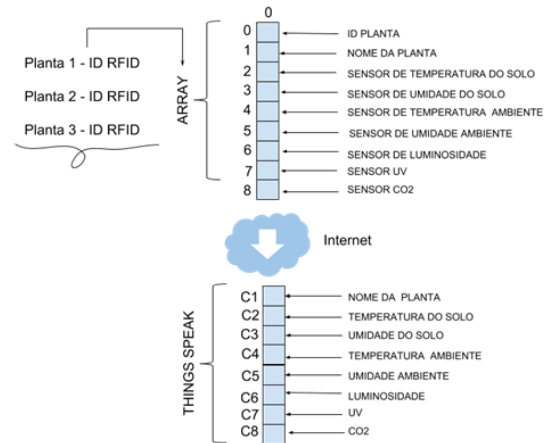 0
0 ID PLANTA
1 NOME DA PLANTA
2 SENSOR DE TEMPERATURA DO SOLO
3 SENSOR DE UMIDADE DO SOLO
4 SENSOR DE TEMPERATURA AMBIENTE
5 SENSOR DE UMIDADE AMBIENTE
6 SENSOR DE LUMINOSIDADE
7 SENSOR UV
8 SENSOR CO2
Planta 1 - ID RFID
Planta 2 - ID RFID
Planta 3 - ID RFID
ARRAY
Internet
THINGS SPEAK
C1 NOME DA PLANTA
C2 TEMPERATURA DO SOLO
C3 UMIDADE DO SOLO
C4 TEMPERATURA AMBIENTE
C5 UMIDADE AMBIENTE
C6 LUMINOSIDADE
C7 UV
C8 CO2